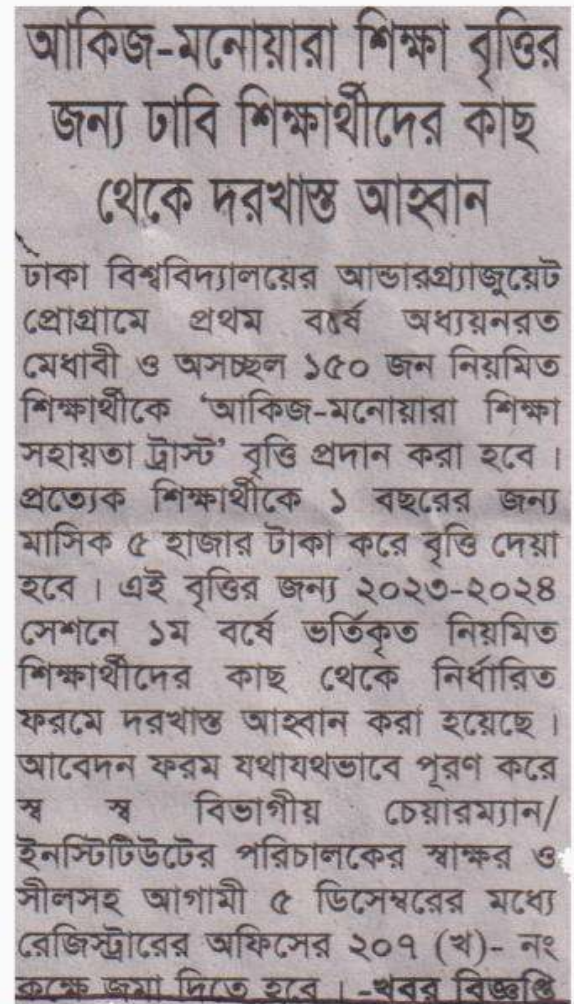 আকিজ-মনোয়ারা শিক্ষা বৃত্তির
জন্য ঢাবি শিক্ষার্থীদের কাছ
থেকে দরখাস্ত আহ্বান
ঢাকা বিশ্ববিদ্যালয়ের আন্ডারগ্র্যাজুয়েট
প্রোগ্রামে প্রথম বর্ষে অধ্যয়নরত
মেধাবী ও অসচ্ছল ১৫০ জন নিয়মিত
শিক্ষার্থীকে ‘আকিজ-মনোয়ারা শিক্ষা
সহায়তা ট্রাস্ট’ বৃত্তি প্রদান করা হবে ।
প্রত্যেক শিক্ষার্থীকে ১ বছরের জন্য
মাসিক ৫ হাজার টাকা করে বৃত্তি দেয়া
হবে । এই বৃত্তির জন্য ২০২৩-২০২৪
সেশনে ১ম বর্ষে ভর্তিকৃত নিয়মিত
শিক্ষার্থীদের কাছ থেকে নির্ধারিত
ফরমে দরখাস্ত আহ্বান করা হয়েছে ।
আবেদন ফরম যথাযথভাবে পূরণ করে
স্ব স্ব বিভাগীয় চেয়ারম্যান/
ইনস্টিটিউটের পরিচালকের স্বাক্ষর ও
সীলসহ আগামী ৫ ডিসেম্বরের মধ্যে
রেজিস্ট্রারের অফিসের ২০৭ (খ)- নং
কক্ষে জমা দিতে হবে । -খবর বিজ্ঞপ্তি